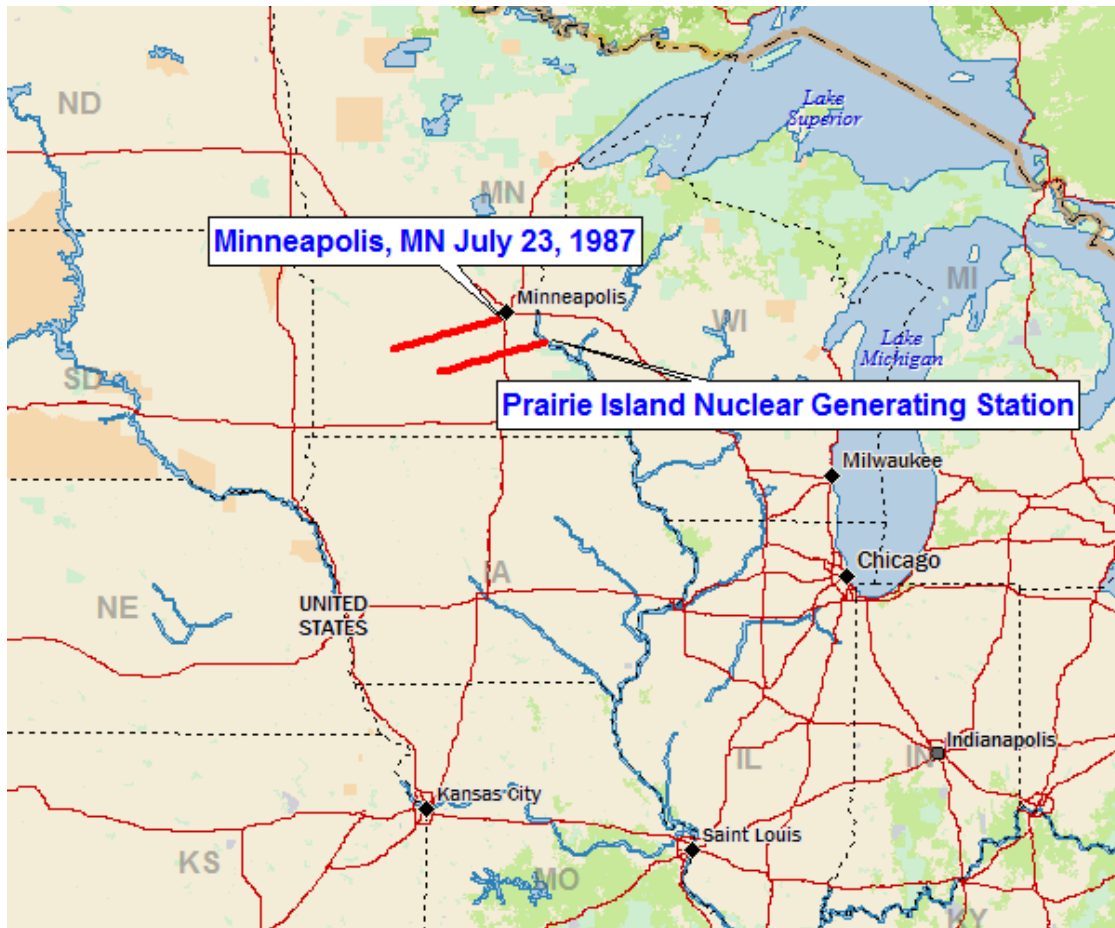 ND
Lake
Superior
MN
Minneapolis, MN July 23, 1987
MI
Minneapolis
WI
Lake
Michigan
SD
Prairie Island Nuclear Generating Station
Milwaukee
Chicago
IA
NE
UNITED
STATES
Indianapolis
IL
IN
Kansas City
Saint Louis
KS
MO
KY